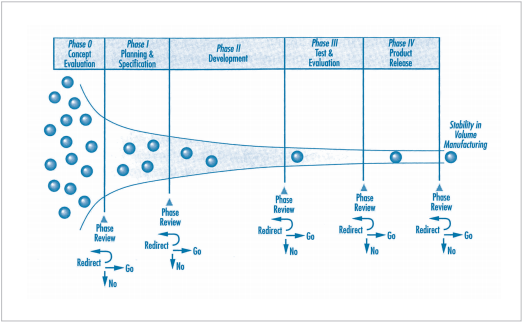 Phase 0
Concept
Evaluation
Phase I
Planning &
Specification
Phase II
Development
Phase III
Test &
Evaluation
Phase IV
Product
Release
Stability in
Volume
Manufacturing
Phase
Review
Redirect
Go
No
Phase
Review
Redirect
Go
No
Phase
Review
Redirect
Go
No
Phase
Review
Redirect
Go
No
Phase
Review
Redirect
Go
No